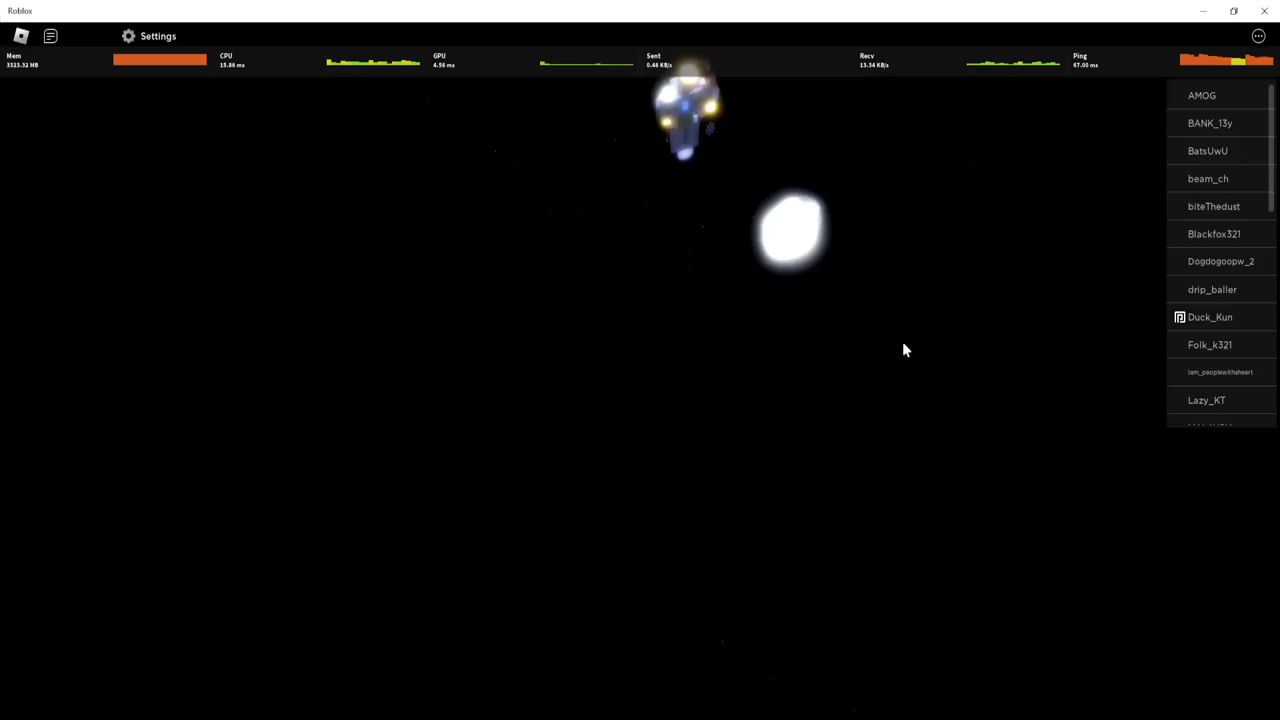 Roblox
Settings
Mem
3323.32 MB
CPU
15.86 ms
GPU
4.56 ms
Sent
0.46 KB/s
Recv
13.34 KB/s
Ping
67.00 ms
AMOG
BANK_13y
BatsUwU
beam_ch
biteThedust
Blackfox321
Dogdogoopw_2
drip_baller
Duck_Kun
Folk_k321
Iam_peoplewithaheart
Lazy_KT